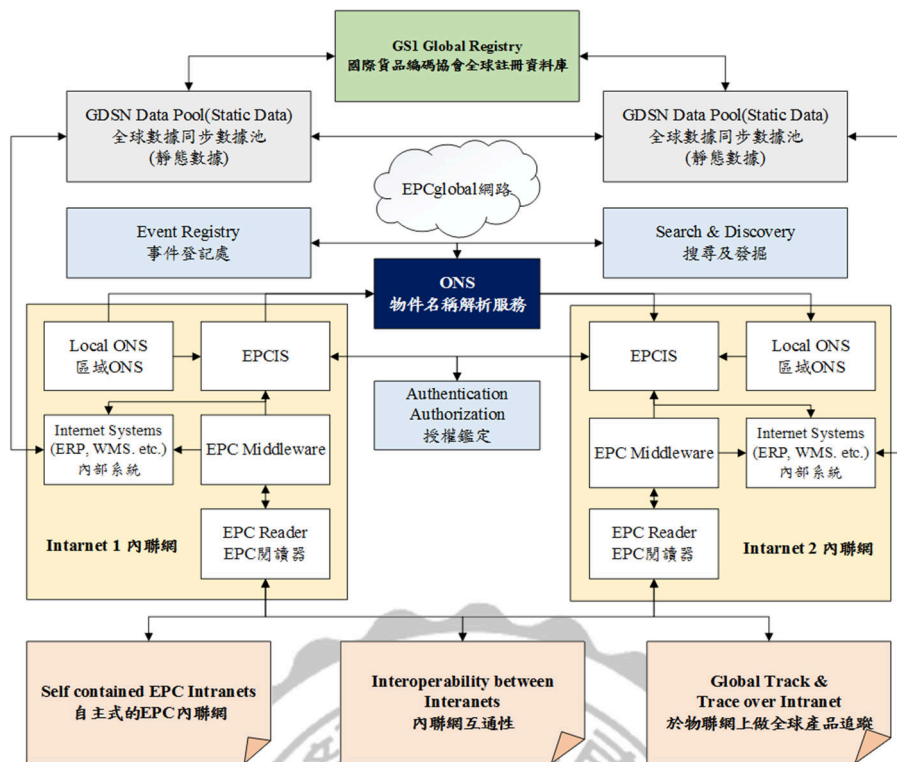 GS1 Global Registry
國際貨品編碼協會全球註冊資料庫
GDSN Data Pool(Static Data)
全球數據同步數據池
(靜態數據)
GDSN Data Pool(Static Data)
全球數據同步數據池
(靜態數據)
EPCglobal網路
Event Registry
事件登記處
Search & Discovery
搜尋及發掘
ONS
物件名稱解析服務
Local ONS
區域ONS
EPCIS
EPCIS
Local ONS
區域ONS
Authentication
Authorization
授權鑑定
Internet Systems
(ERP, WMS. etc.)
內部系統
EPC Middleware
EPC Middleware
Internet Systems
(ERP, WMS. etc.)
內部系統
Intarnet 1 內聯網
EPC Reader
EPC閱讀器
EPC Reader
EPC閱讀器
Intarnet 2 內聯網
Self contained EPC Intranets
自主式的EPC內聯網
Interoperability between
Interanets
內聯網互通性
Global Track &
Trace over Intranet
於物聯網上做全球產品追蹤